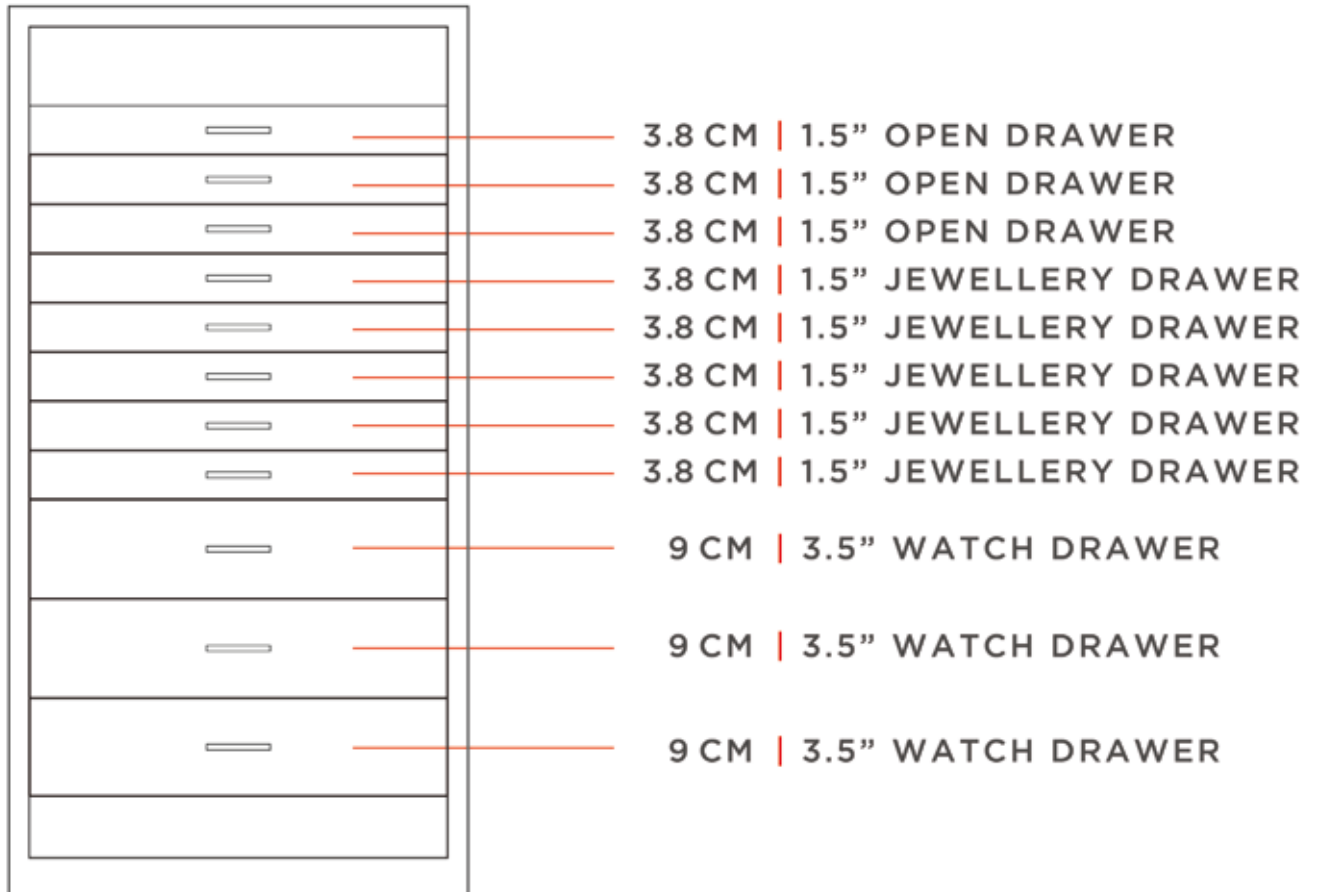 3.8 CM | 1.5” OPEN DRAWER
3.8 CM | 1.5” OPEN DRAWER
3.8 CM | 1.5” OPEN DRAWER
3.8 CM | 1.5” JEWELLERY DRAWER
3.8 CM | 1.5” JEWELLERY DRAWER
3.8 CM | 1.5” JEWELLERY DRAWER
3.8 CM | 1.5” JEWELLERY DRAWER
3.8 CM | 1.5” JEWELLERY DRAWER
9 CM | 3.5” WATCH DRAWER
9 CM | 3.5” WATCH DRAWER
9 CM | 3.5” WATCH DRAWER